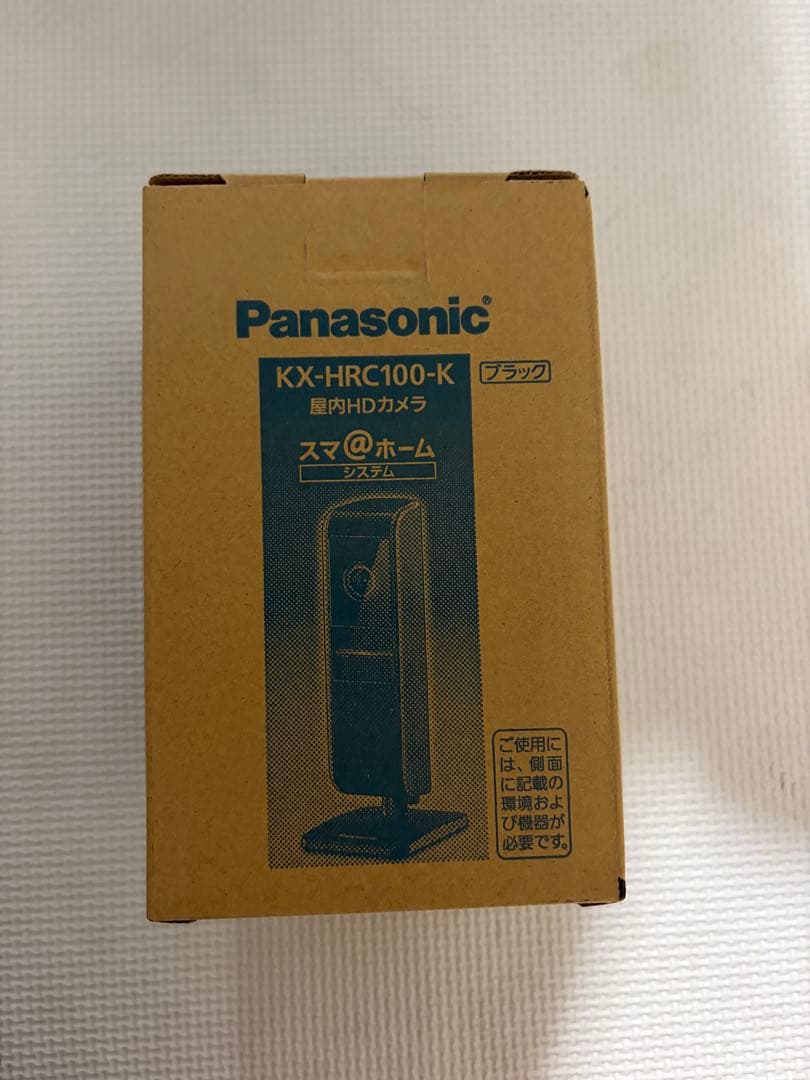 Panasonic®
KX-HRC100-K ブラック
屋内HDカメラ
スマ@ホーム
システム
ご使用に
は、側面
に記載の
環境およ
び機器が
必要です。